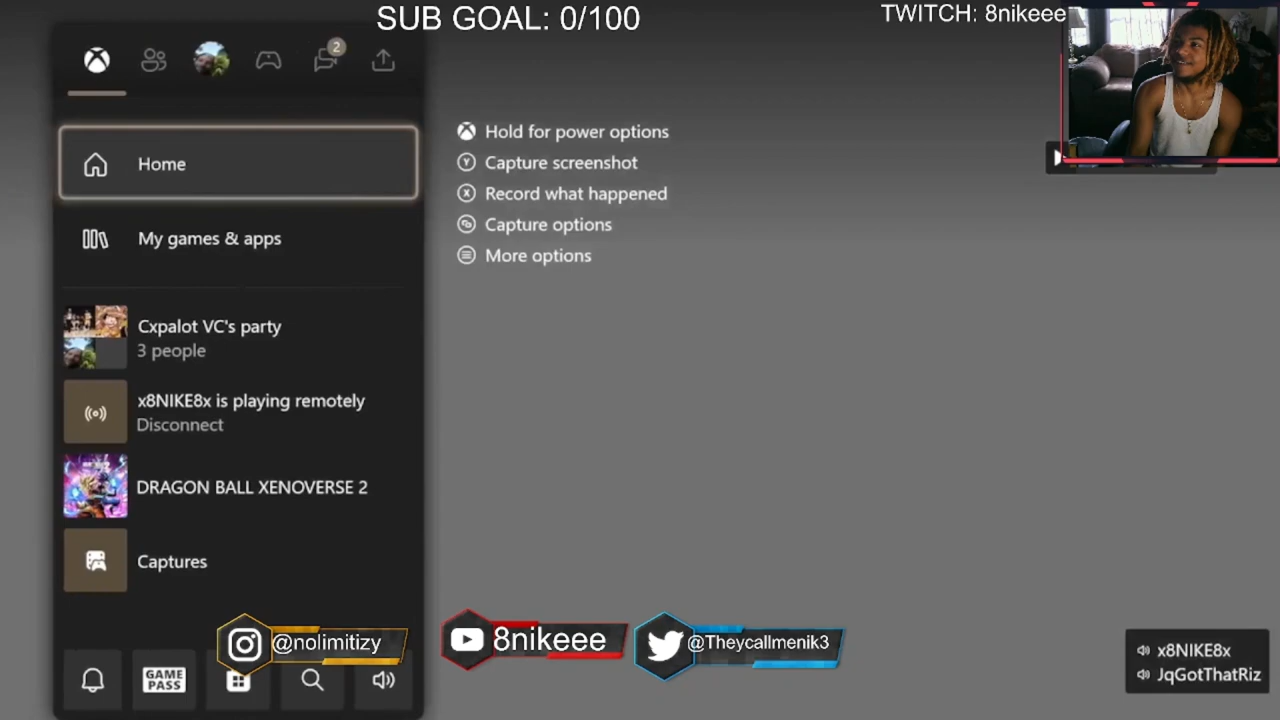 SUB GOAL: 0/100
TWITCH: 8nikeee
2
Home
My games & apps
Cxpalot VC's party
3 people
x8NIKE8x is playing remotely
Disconnect
DRAGON BALL XENOVERSE 2
Captures
Hold for power options
Y Capture screenshot
X Record what happened
Capture options
More options
@nolimitizy
8nikeee
@Theycallmenik3
GAME
PASS
x8NIKE8x
JqGotThatRiz